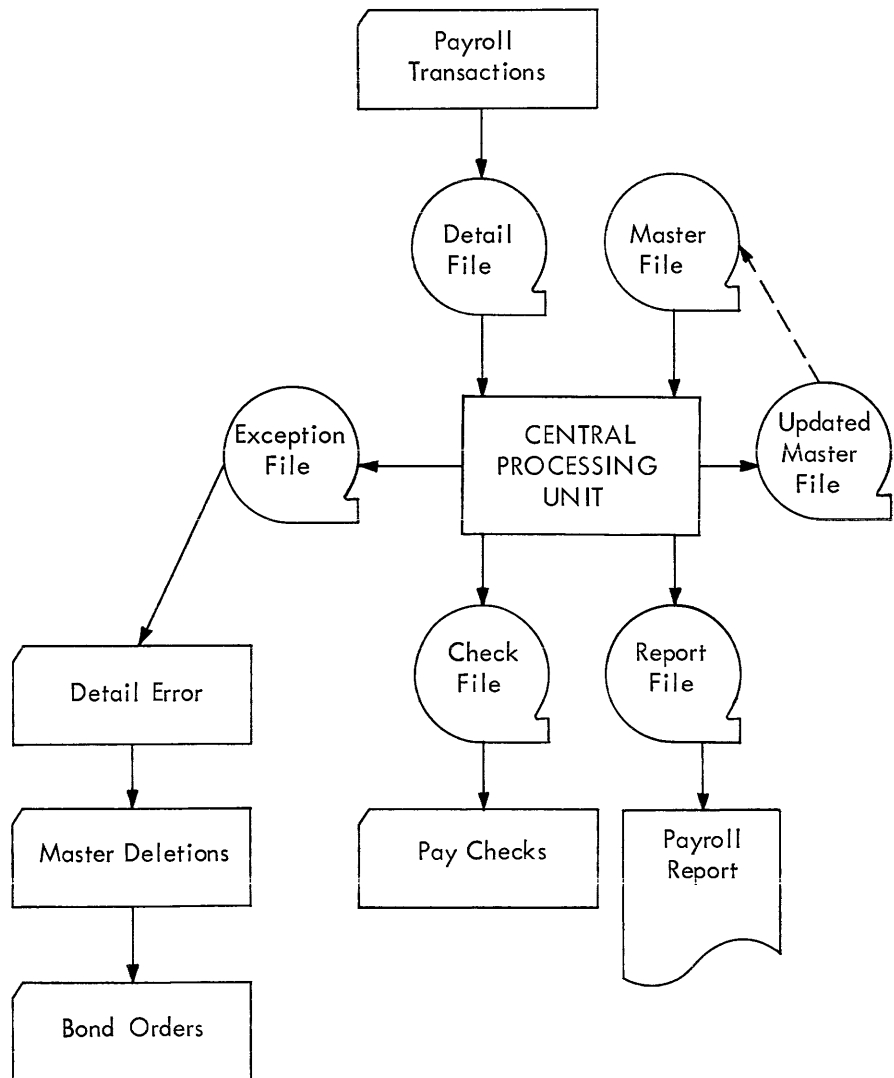 Payroll
Transactions
Detail
File
Master
File
Exception
File
CENTRAL
PROCESSING
UNIT
Updated
Master
File
Detail Error
Check
File
Report
File
Master Deletions
Pay Checks
Payroll
Report
Bond Orders